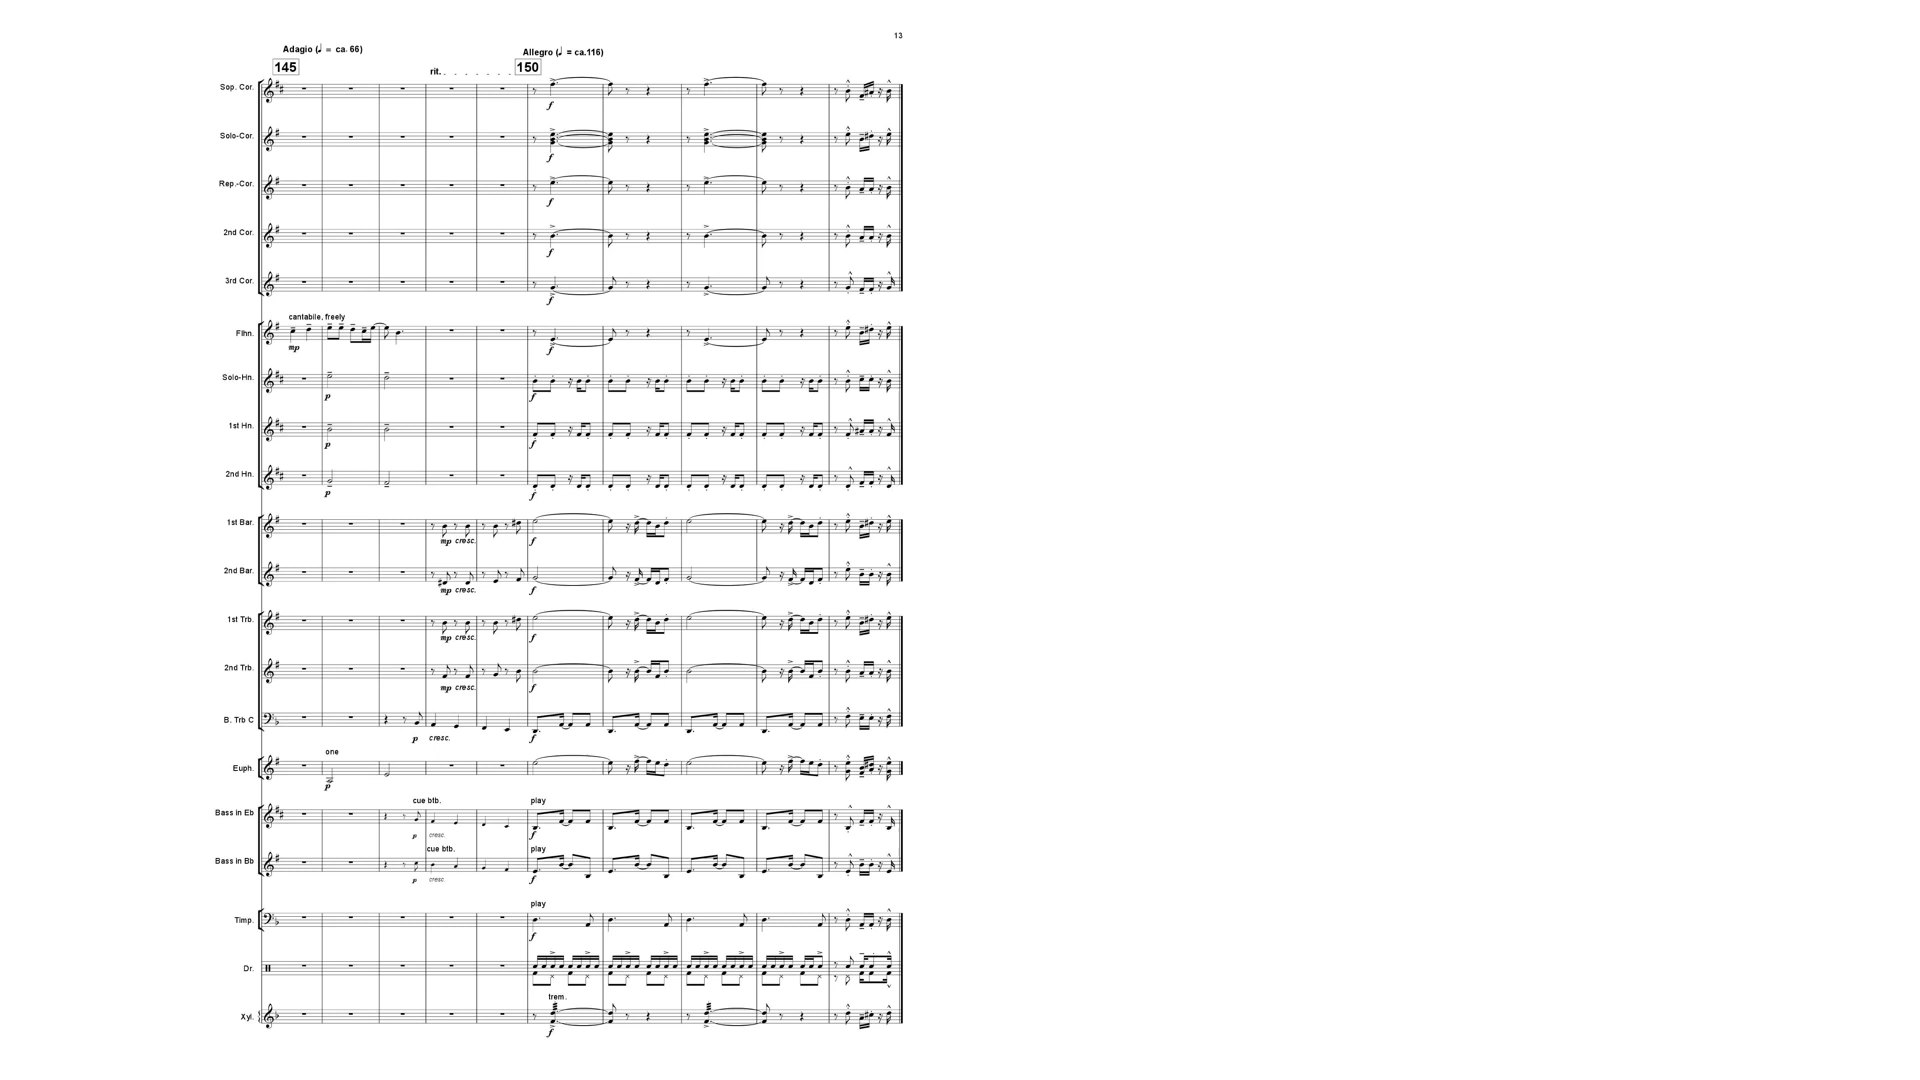 13
Adagio (♩ = ca. 66)
Allegro (♩ = ca.116)
145
rit.
150
Sop. Cor.
f
Solo-Cor.
f
Rep.-Cor.
f
2nd Cor.
f
3rd Cor.
f
cantabile, freely
Flhn.
mp
f
Solo-Hn.
p
f
1st Hn.
p
f
2nd Hn.
p
f
1st Bar.
mp cresc.
f
2nd Bar.
mp cresc.
f
1st Trb.
mp cresc.
f
2nd Trb.
mp cresc.
f
B. Trb C
p cresc.
f
one
Euph.
p
cue btb.
play
Bass in Eb
p cresc.
f
cue btb.
play
Bass in Bb
p cresc.
f
play
Timp.
f
Dr.
trem.
Xyl.
f